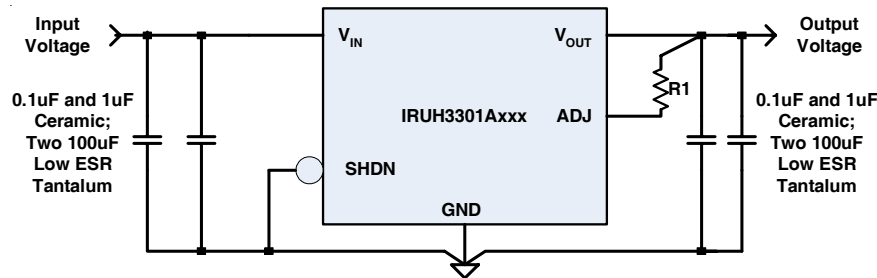 Input
Voltage
0.1uF and 1uF
Ceramic;
Two 100uF
Low ESR
Tantalum
VIN
VOUT
IRUH3301Axxx
ADJ
SHDN
GND
R1
Output
Voltage
0.1uF and 1uF
Ceramic;
Two 100uF
Low ESR
Tantalum